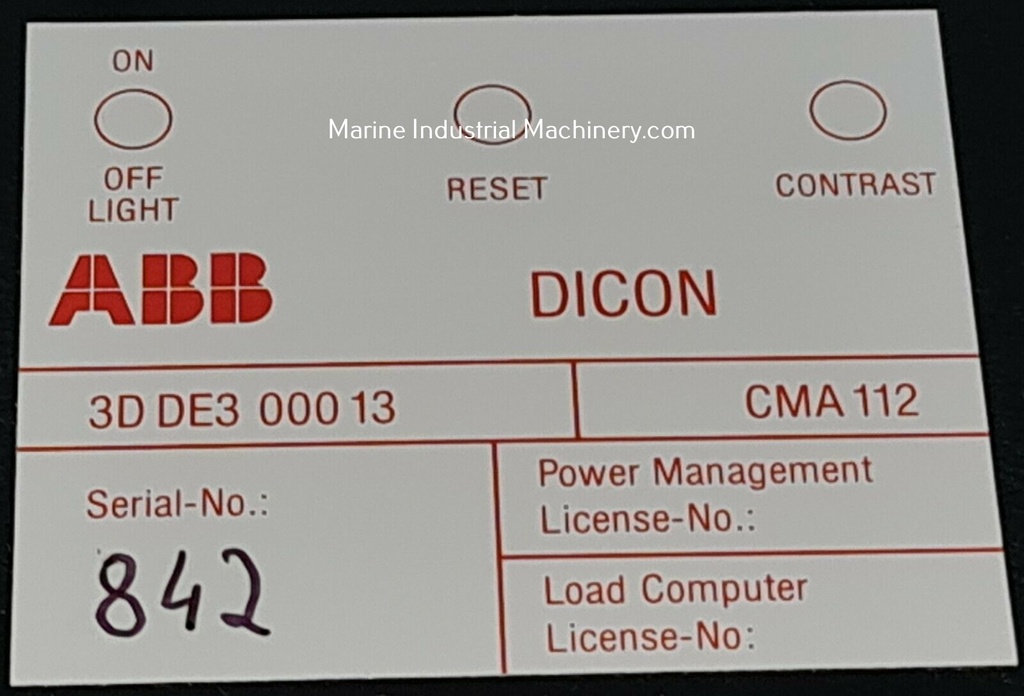 ON
OFF
LIGHT
RESET
CONTRAST
Marine Industrial Machinery.com
ABB
DICON
3D DE3 000 13
CMA 112
Serial-No.:
842
Power Management
License-No.:
Load Computer
License-No: